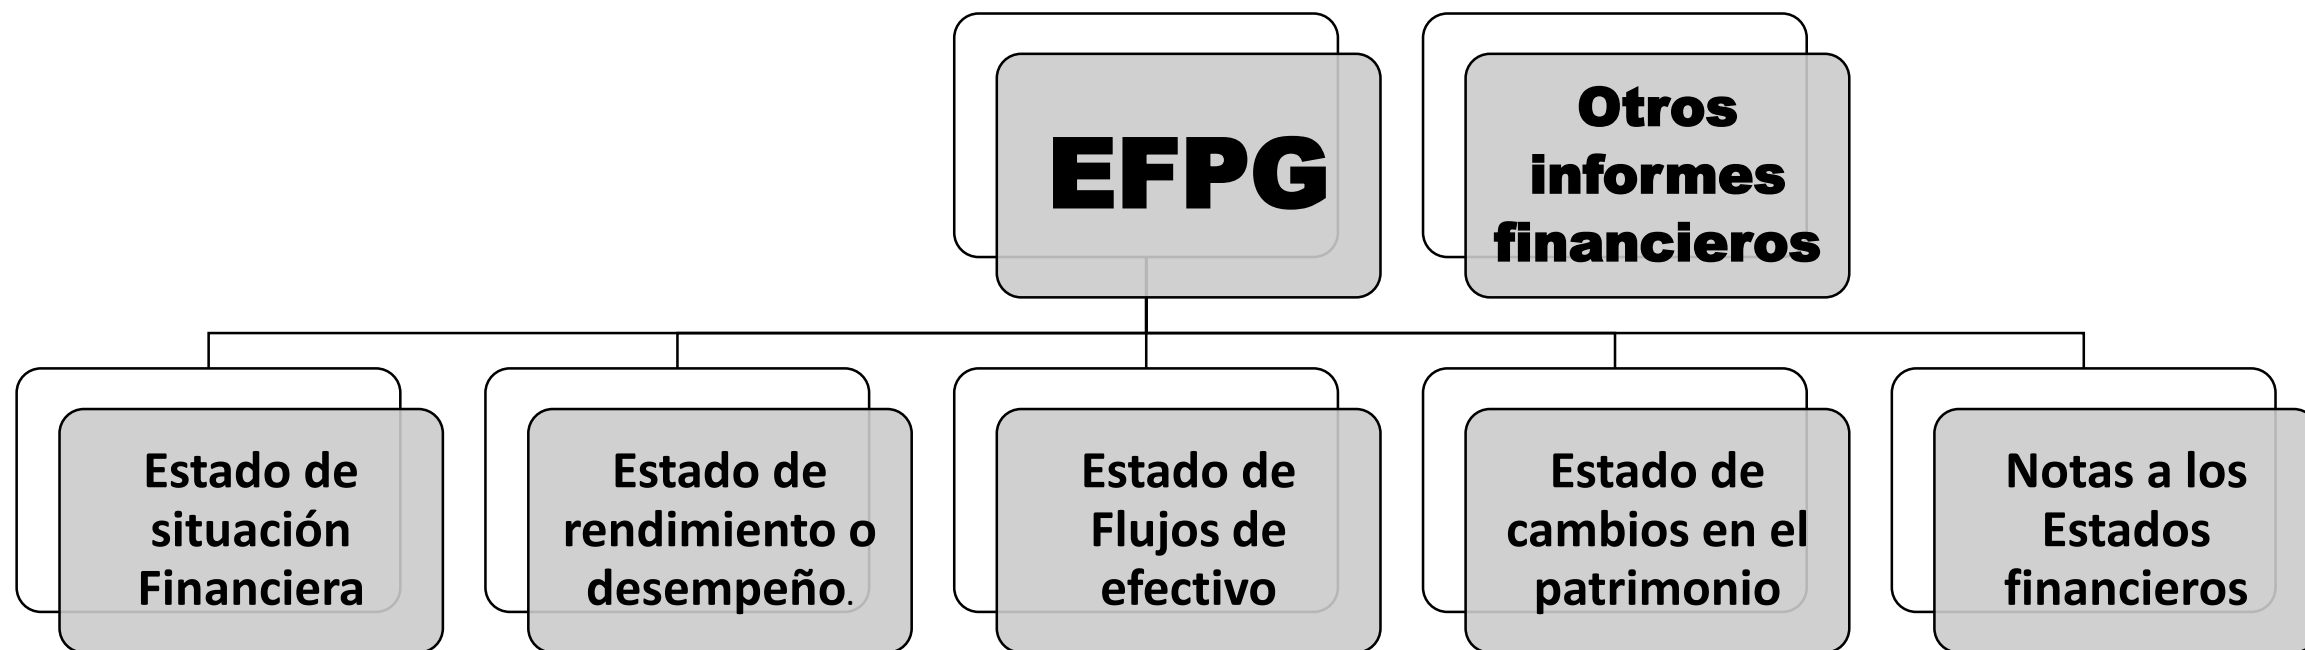 EFPG
Otros
informes
financieros
Estado de
situación
Financiera
Estado de
rendimiento o
desempeño.
Estado de
Flujos de
efectivo
Estado de
cambios en el
patrimonio
Notas a los
Estados
financieros